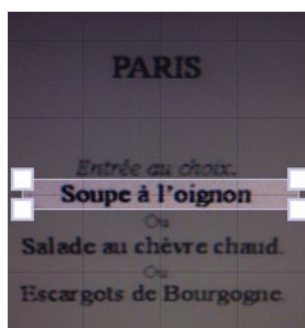 PARIS
Entrée au choix.
Soupe à l'oignon
Ou
Salade au chèvre chaud.
Ou
Escargots de Bourgogne.